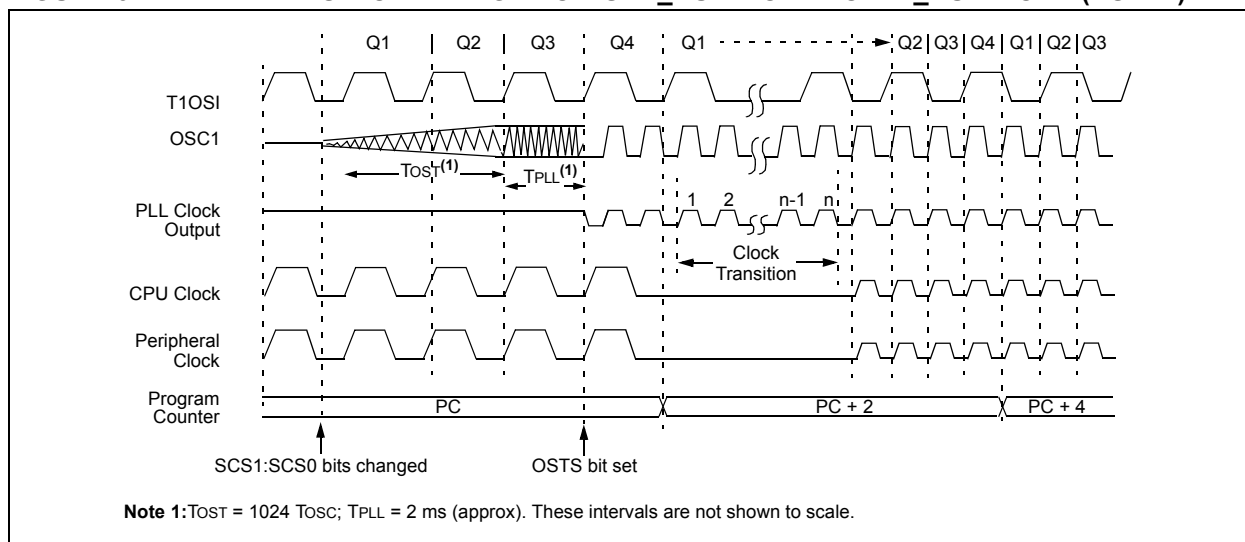 Q1 Q2 Q3 Q4 Q1 Q2 Q3 Q4 Q1 Q2 Q3
T1OSI
OSC1
TOST(1)
TPLL(1)
PLL Clock
Output
1 2 n-1 n
Clock
Transition
CPU Clock
Peripheral
Clock
Program
Counter
PC PC + 2 PC + 4
SCS1:SCS0 bits changed OSTS bit set
Note 1:TOST = 1024 TOSC; TPLL = 2 ms (approx). These intervals are not shown to scale.